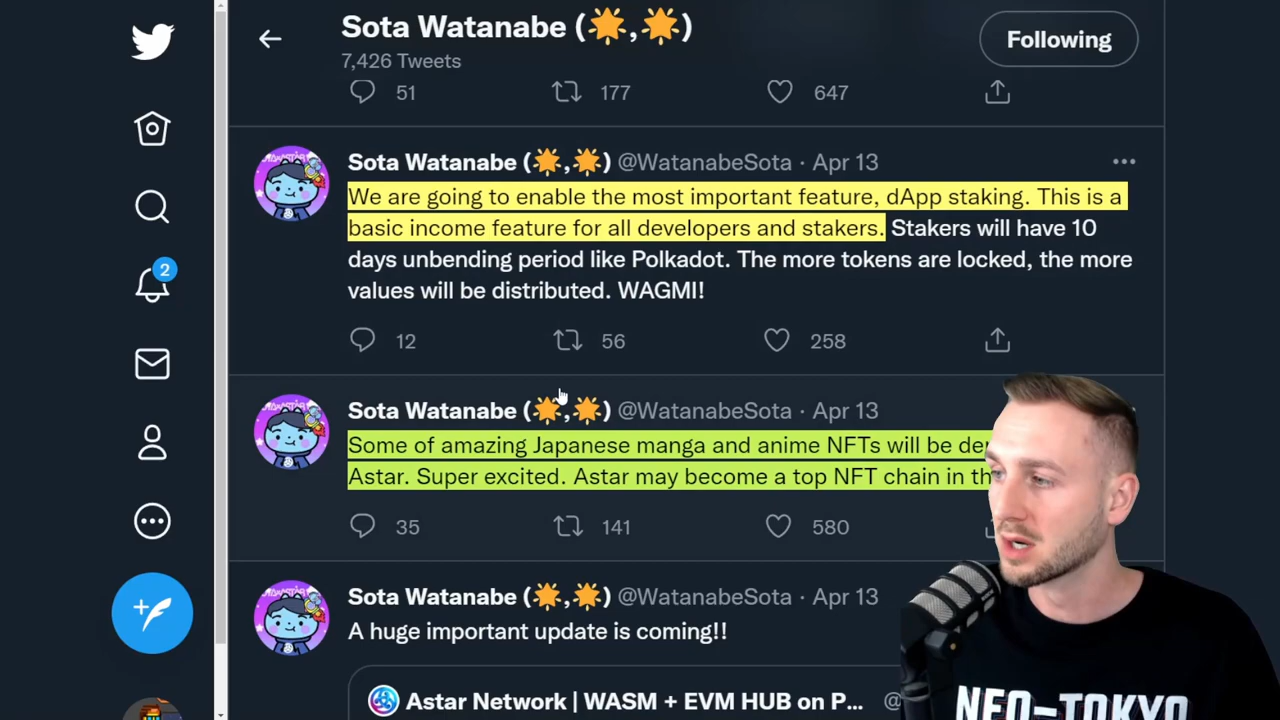 Sota Watanabe (🌟,🌟)
7,426 Tweets
Following
51 177 647
Sota Watanabe (🌟,🌟) @WatanabeSota · Apr 13
We are going to enable the most important feature, dApp staking. This is a
basic income feature for all developers and stakers. Stakers will have 10
days unbending period like Polkadot. The more tokens are locked, the more
values will be distributed. WAGMI!
12 56 258
2
Sota Watanabe (🌟,🌟) @WatanabeSota · Apr 13
Some of amazing Japanese manga and anime NFTs will be
Astar. Super excited. Astar may become a top NFT chain in
35 141 580
Sota Watanabe (🌟,🌟) @WatanabeSota · Apr 13
A huge important update is coming!!
Astar Network | WASM + EVM HUB on P... @
NEO-TOKYO